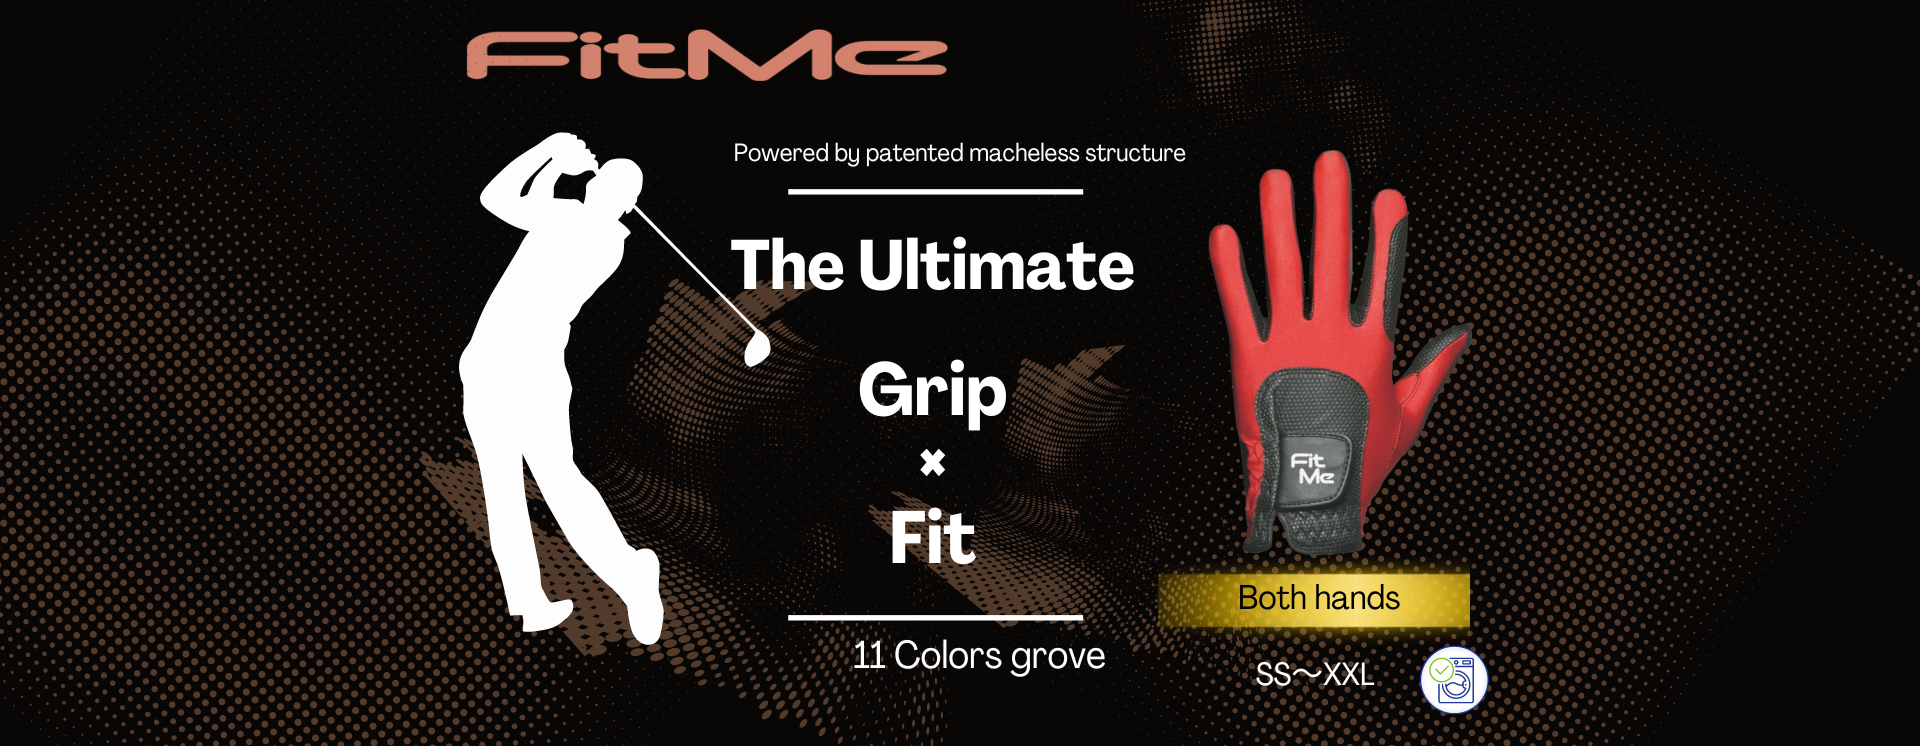 FitMe
Powered by patented macheless structure
The Ultimate
Grip
×
Fit
11 Colors grove
Fit
Me
Both hands
SS～XXL